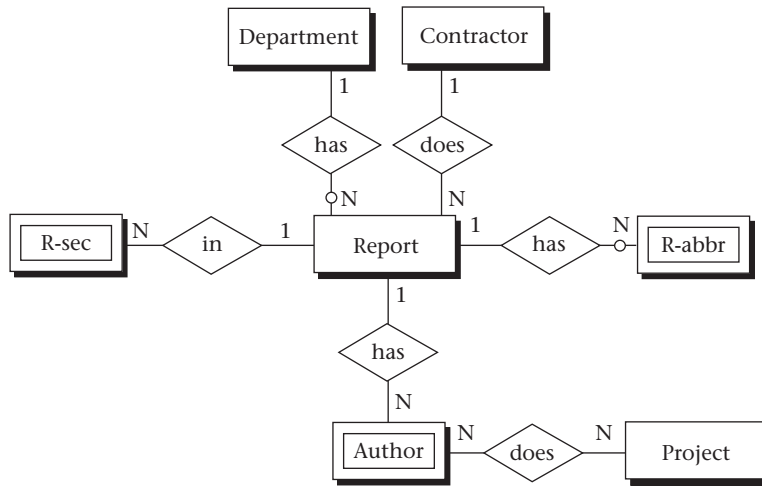 Department
Contractor
1
1
has
does
N
N
R-sec
N
in
1
Report
1
has
N
R-abbr
1
has
N
Author
N
does
N
Project